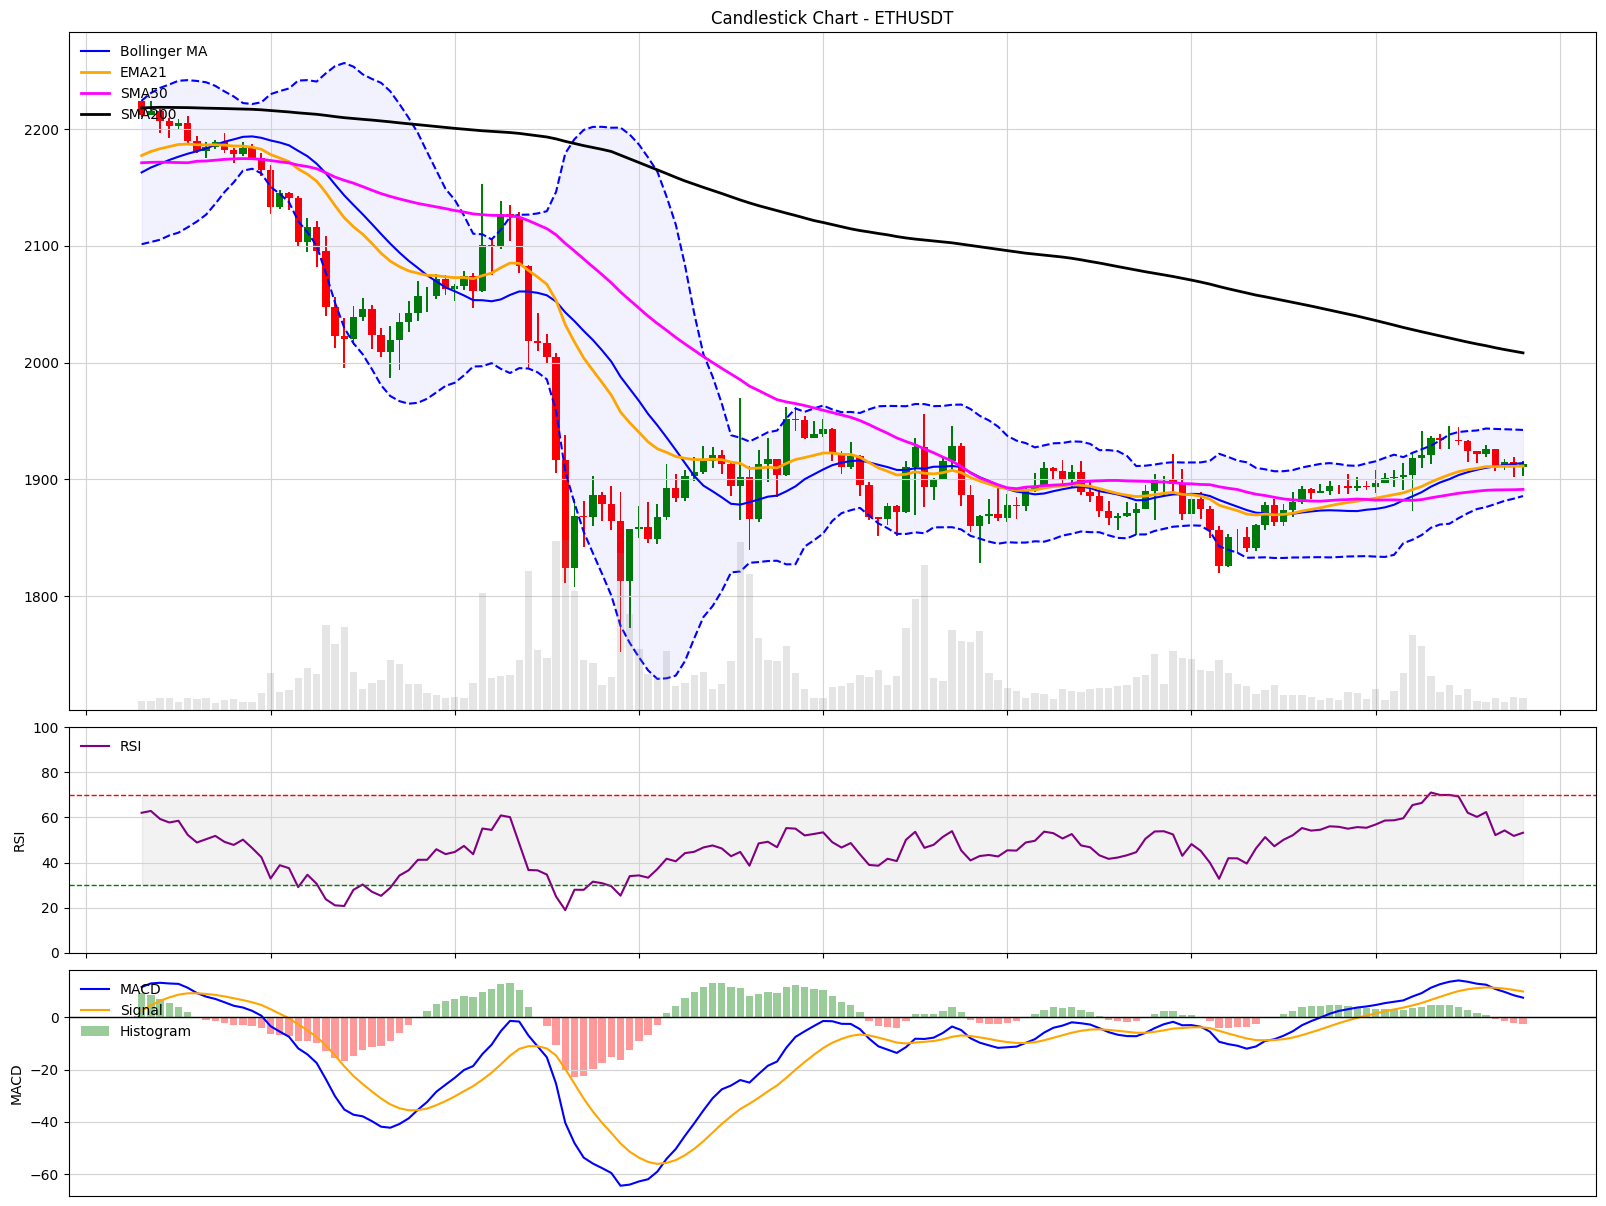 Candlestick Chart - ETHUSDT
Bollinger MA
EMA21
SMA50
SMA200
2200
2100
2000
1900
1800
100
80
60
40
20
0
RSI
RSI
0
−20
−40
−60
MACD
MACD
Signal
Histogram